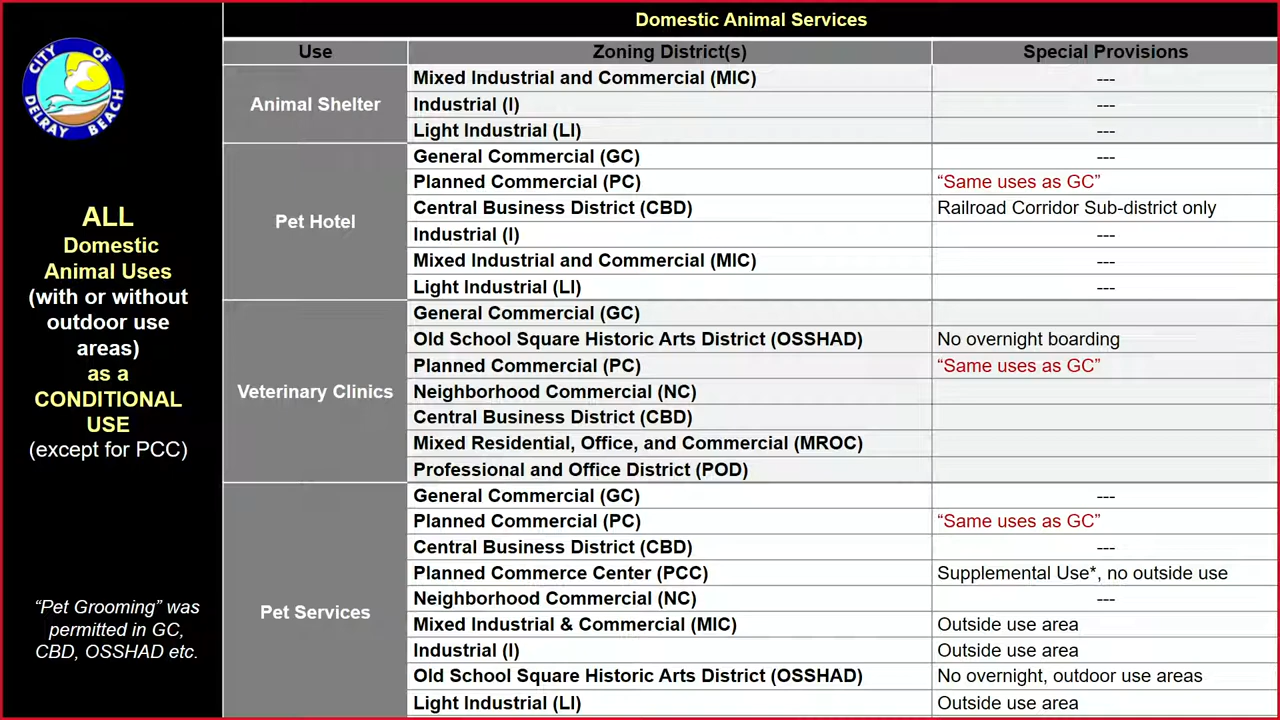 CITY OF
DELRAY BEACH
ALL
Domestic
Animal Uses
(with or without
outdoor use
areas)
as a
CONDITIONAL
USE
(except for PCC)
“Pet Grooming” was
permitted in GC,
CBD, OSSHAD etc.
Domestic Animal Services
Use Zoning District(s) Special Provisions
Animal Shelter
Mixed Industrial and Commercial (MIC) ---
Industrial (I) ---
Light Industrial (LI) ---
Pet Hotel
General Commercial (GC) ---
Planned Commercial (PC) “Same uses as GC”
Central Business District (CBD) Railroad Corridor Sub-district only
Industrial (I) ---
Mixed Industrial and Commercial (MIC) ---
Light Industrial (LI) ---
Veterinary Clinics
General Commercial (GC)
Old School Square Historic Arts District (OSSHAD) No overnight boarding
Planned Commercial (PC) “Same uses as GC”
Neighborhood Commercial (NC)
Central Business District (CBD)
Mixed Residential, Office, and Commercial (MROC)
Professional and Office District (POD)
Pet Services
General Commercial (GC) ---
Planned Commercial (PC) “Same uses as GC”
Central Business District (CBD) ---
Planned Commerce Center (PCC) Supplemental Use*, no outside use
Neighborhood Commercial (NC) ---
Mixed Industrial & Commercial (MIC) Outside use area
Industrial (I) Outside use area
Old School Square Historic Arts District (OSSHAD) No overnight, outdoor use areas
Light Industrial (LI) Outside use area